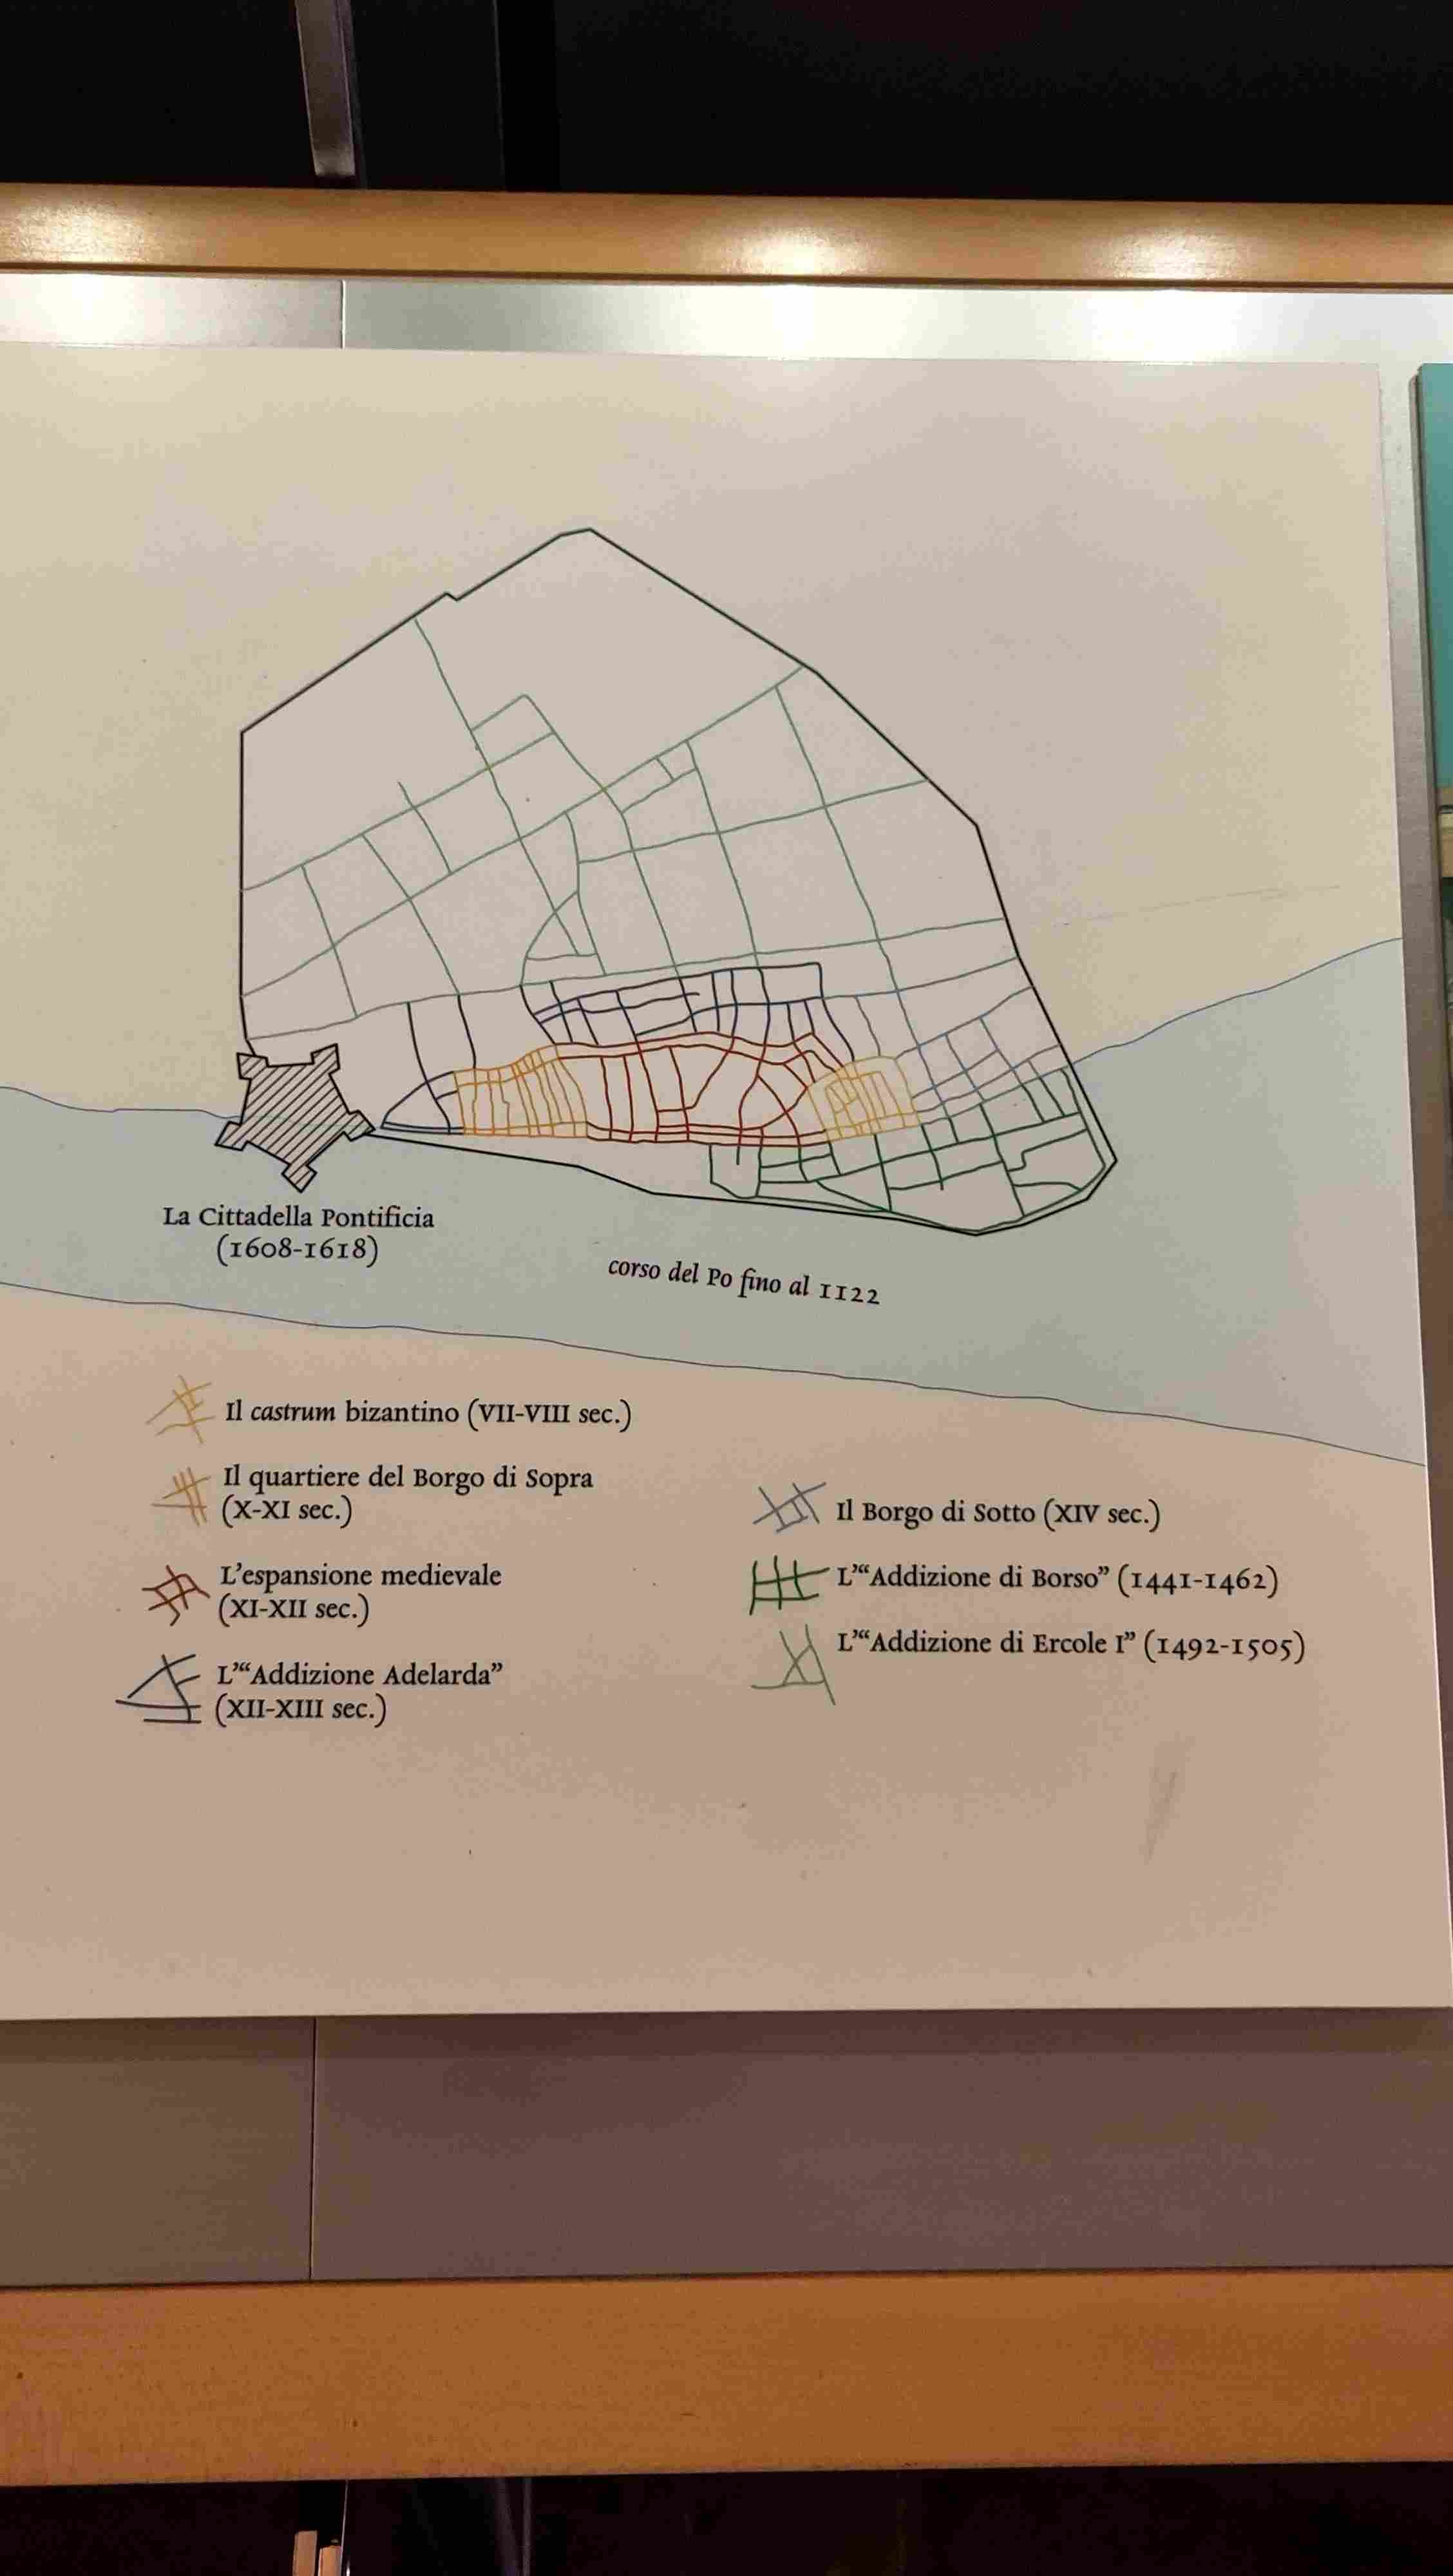 La Cittadella Pontificia
(1608-1618)
corso del Po fino al 1122
Il castrum bizantino (VII-VIII sec.)
Il quartiere del Borgo di Sopra
(X-XI sec.)
L'espansione medievale
(XI-XII sec.)
L'“Addizione Adelarda”
(XII-XIII sec.)
Il Borgo di Sotto (XIV sec.)
L'“Addizione di Borso” (1441-1462)
L'“Addizione di Ercole I” (1492-1505)